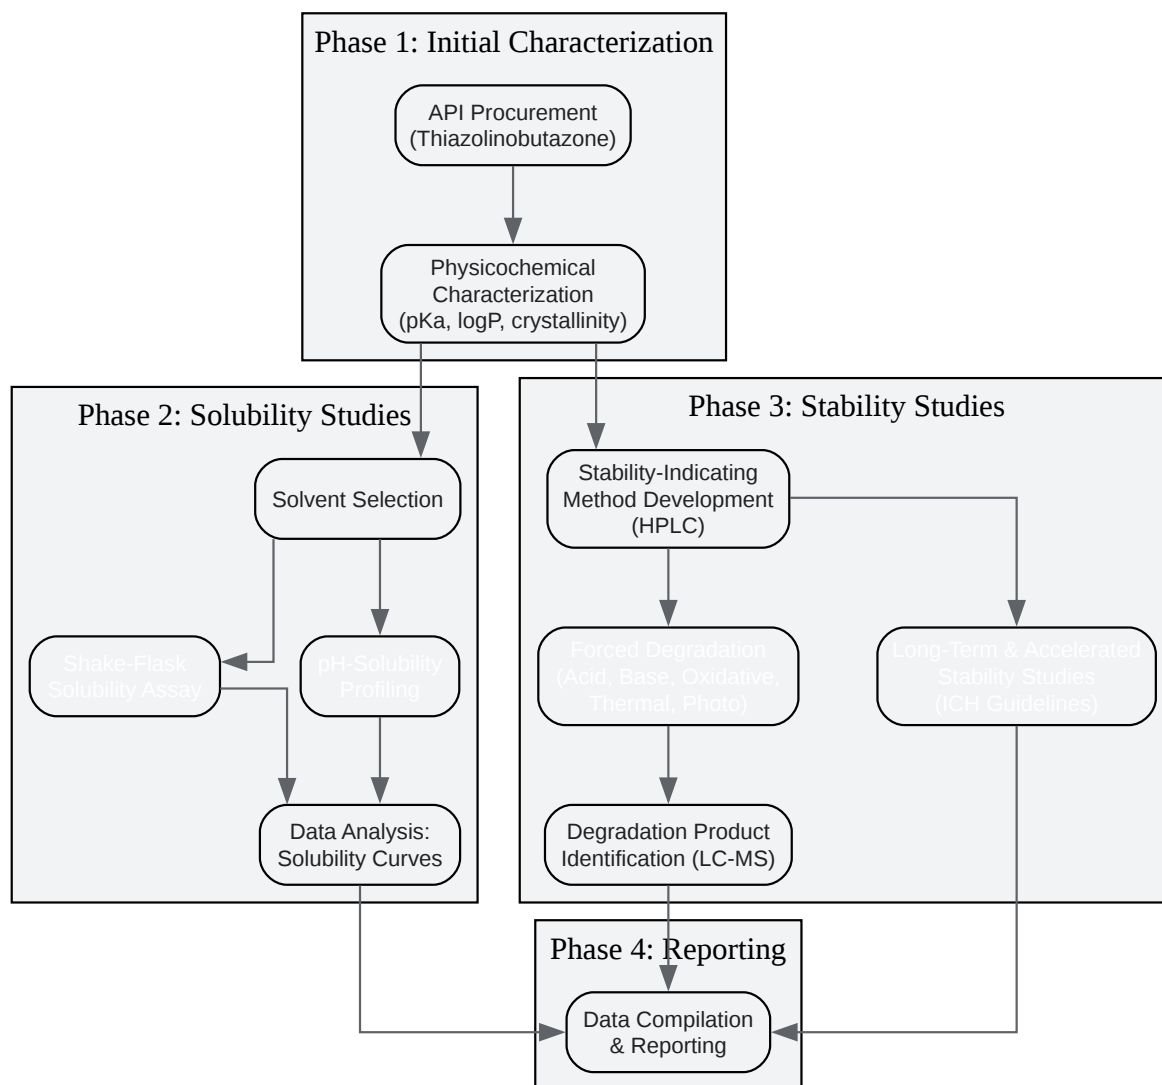 Phase 1: Initial Characterization
API Procurement
(Thiazolinobutazone)
Physicochemical
Characterization
(pKa, logP, crystallinity)
Phase 2: Solubility Studies
Solvent Selection
Shake-Flask
Solubility Assay
pH-Solubility
Profiling
Data Analysis:
Solubility Curves
Phase 3: Stability Studies
Stability-Indicating
Method Development
(HPLC)
Forced Degradation
(Acid, Base, Oxidative,
Thermal, Photo)
Long-Term & Accelerated
Stability Studies
(ICH Guidelines)
Degradation Product
Identification (LC-MS)
Phase 4: Reporting
Data Compilation
& Reporting